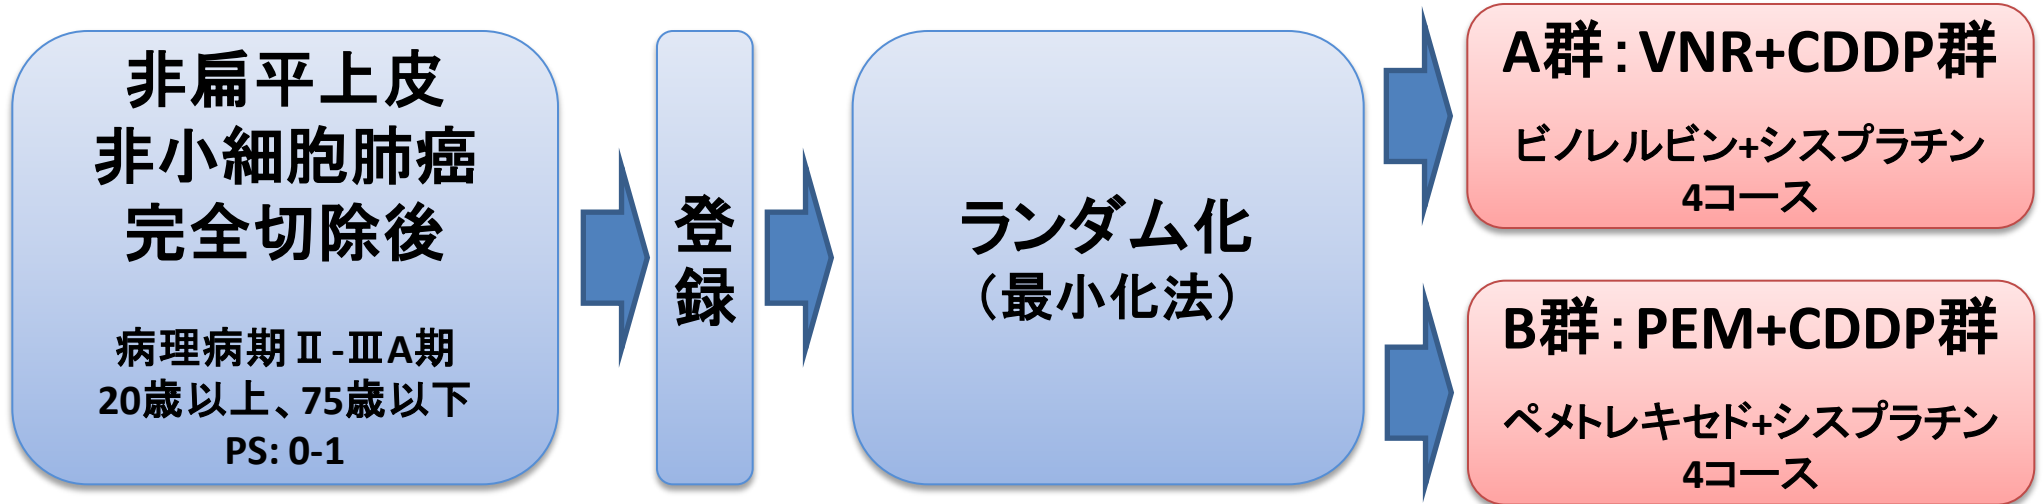 非扁平上皮
非小細胞肺癌
完全切除後
病理病期Ⅱ-ⅢA期
20歳以上、75歳以下
PS: 0-1
登
録
ランダム化
（最小化法）
A群：VNR+CDDP群
ビノレルビン+シスプラチン
4コース
B群：PEM+CDDP群
ペメトレキセド+シスプラチン
4コース